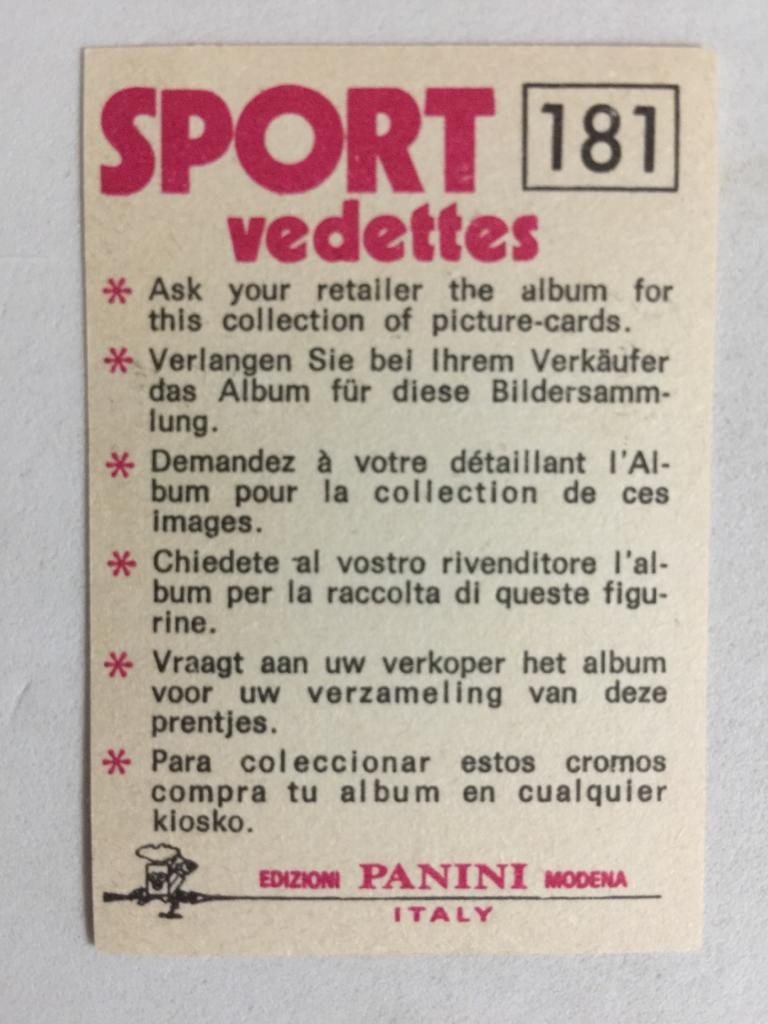 SPORT 181
vedettes
* Ask your retailer the album for
this collection of picture-cards.
* Verlangen Sie bei Ihrem Verkäufer
das Album für diese Bildersamm-
lung.
* Demandez à votre détaillant l'Al-
bum pour la collection de ces
images.
* Chiedete al vostro rivenditore l'al-
bum per la raccolta di queste figu-
rine.
* Vraagt aan uw verkoper het album
voor uw verzameling van deze
prentjes.
* Para coleccionar estos cromos
compra tu album en cualquier
kiosko.
EDIZIONI PANINI MODENA
ITALY